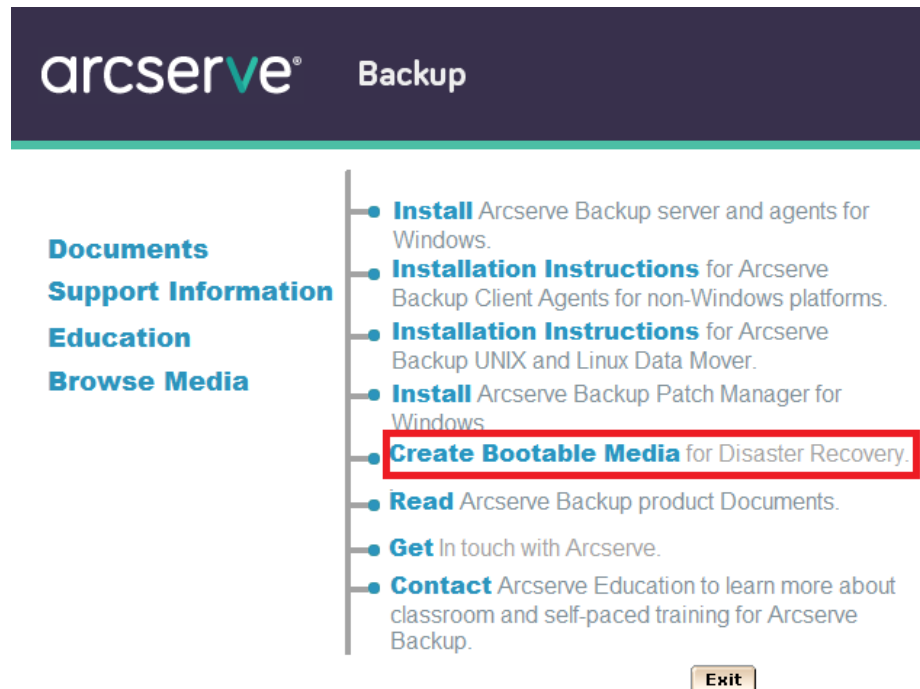 arcserve® Backup
Documents
Support Information
Education
Browse Media
Install Arcserve Backup server and agents for
Windows.
Installation Instructions for Arcserve
Backup Client Agents for non-Windows platforms.
Installation Instructions for Arcserve
Backup UNIX and Linux Data Mover.
Install Arcserve Backup Patch Manager for
Windows
Create Bootable Media for Disaster Recovery.
Read Arcserve Backup product Documents.
Get In touch with Arcserve.
Contact Arcserve Education to learn more about
classroom and self-paced training for Arcserve
Backup.
Exit